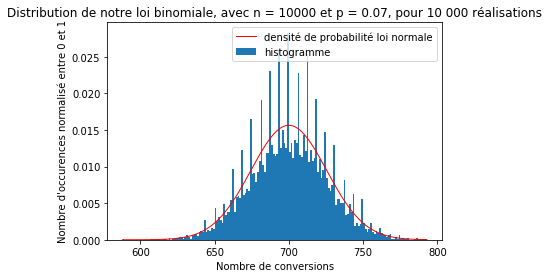 Distribution de notre loi binomiale, avec n = 10000 et p = 0.07, pour 10 000 réalisations
densité de probabilité loi normale
histogramme
Nombre d'occurences normalisé entre 0 et 1
0.025
0.020
0.015
0.010
0.005
0.000
600
650
700
750
800
Nombre de conversions